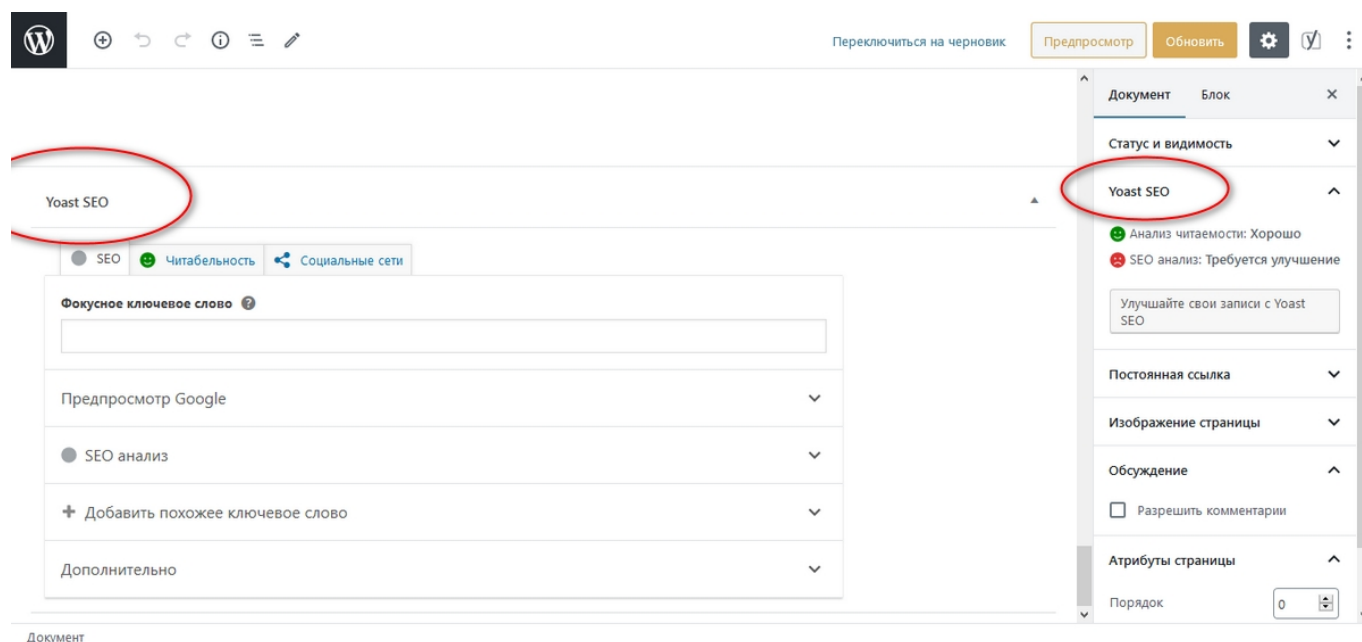 Переключиться на черновик
Предпросмотр
Обновить
Документ
Блок
Статус и видимость
Yoast SEO
Yoast SEO
Анализ читаемости: Хорошо
SEO анализ: Требуется улучшение
Улучшайте свои записи с Yoast
SEO
SEO
Читабельность
Социальные сети
Фокусное ключевое слово
Предпросмотр Google
SEO анализ
Добавить похожее ключевое слово
Дополнительно
Постоянная ссылка
Изображение страницы
Обсуждение
Разрешить комментарии
Атрибуты страницы
Порядок
0
Документ